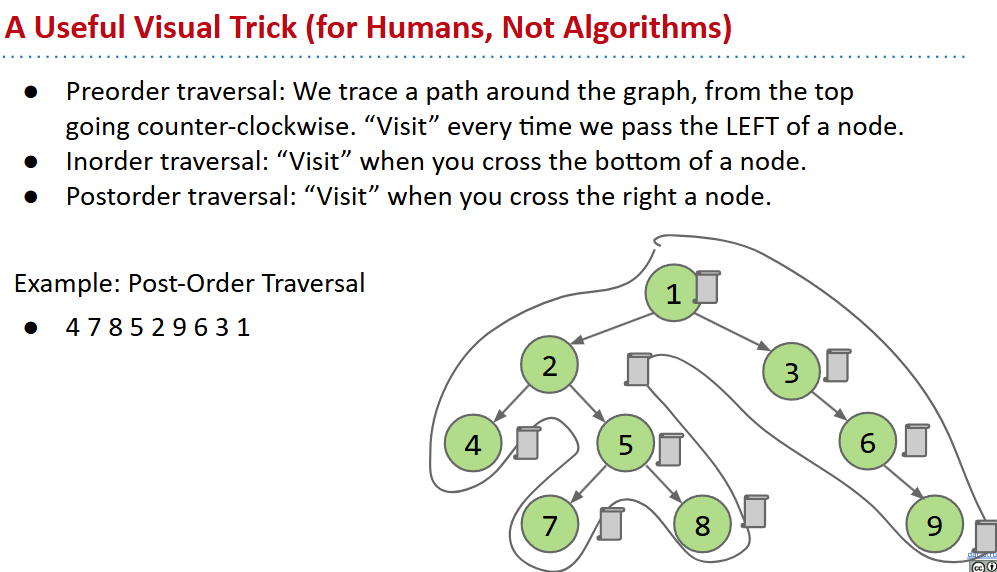 A Useful Visual Trick (for Humans, Not Algorithms)
● Preorder traversal: We trace a path around the graph, from the top
going counter-clockwise. “Visit” every time we pass the LEFT of a node.
● Inorder traversal: “Visit” when you cross the bottom of a node.
● Postorder traversal: “Visit” when you cross the right a node.
Example: Post-Order Traversal
● 4 7 8 5 2 9 6 3 1
1
2
3
4
5
6
7
8
9
cc